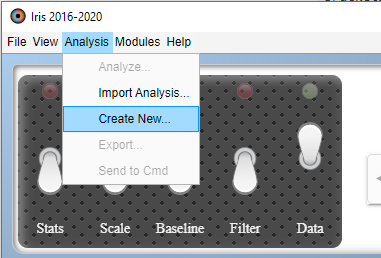 Iris 2016-2020
File View Analysis Modules Help
Analyze...
Import Analysis...
Create New...
Export...
Send to Cmd
Stats Scale Baseline Filter Data